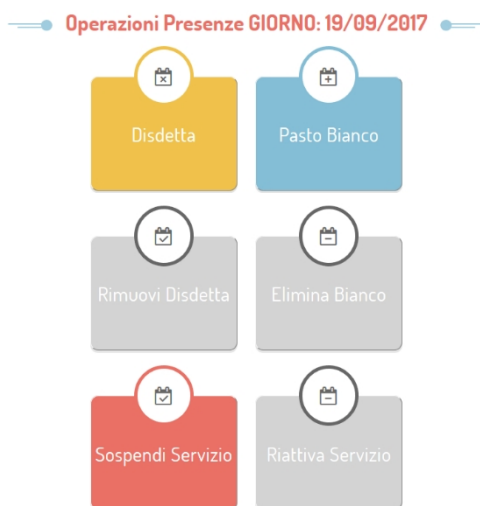 Operazioni Presenze GIORNO: 19/09/2017
Disdetta
Pasto Bianco
Rimuovi Disdetta
Elimina Bianco
Sospendi Servizio
Riattiva Servizio